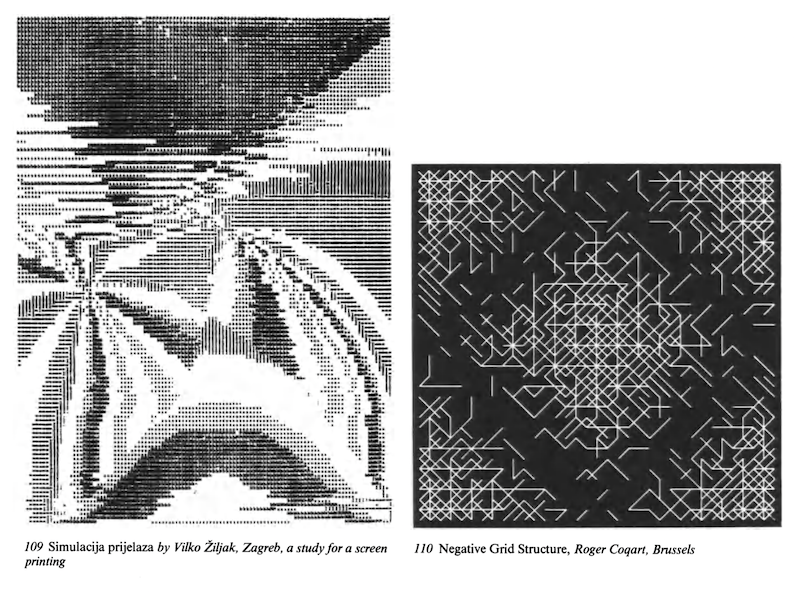 109 Simulacija prijelaza by Vilko Žiljak, Zagreb, a study for a screen
printing
110 Negative Grid Structure, Roger Coqart, Brussels